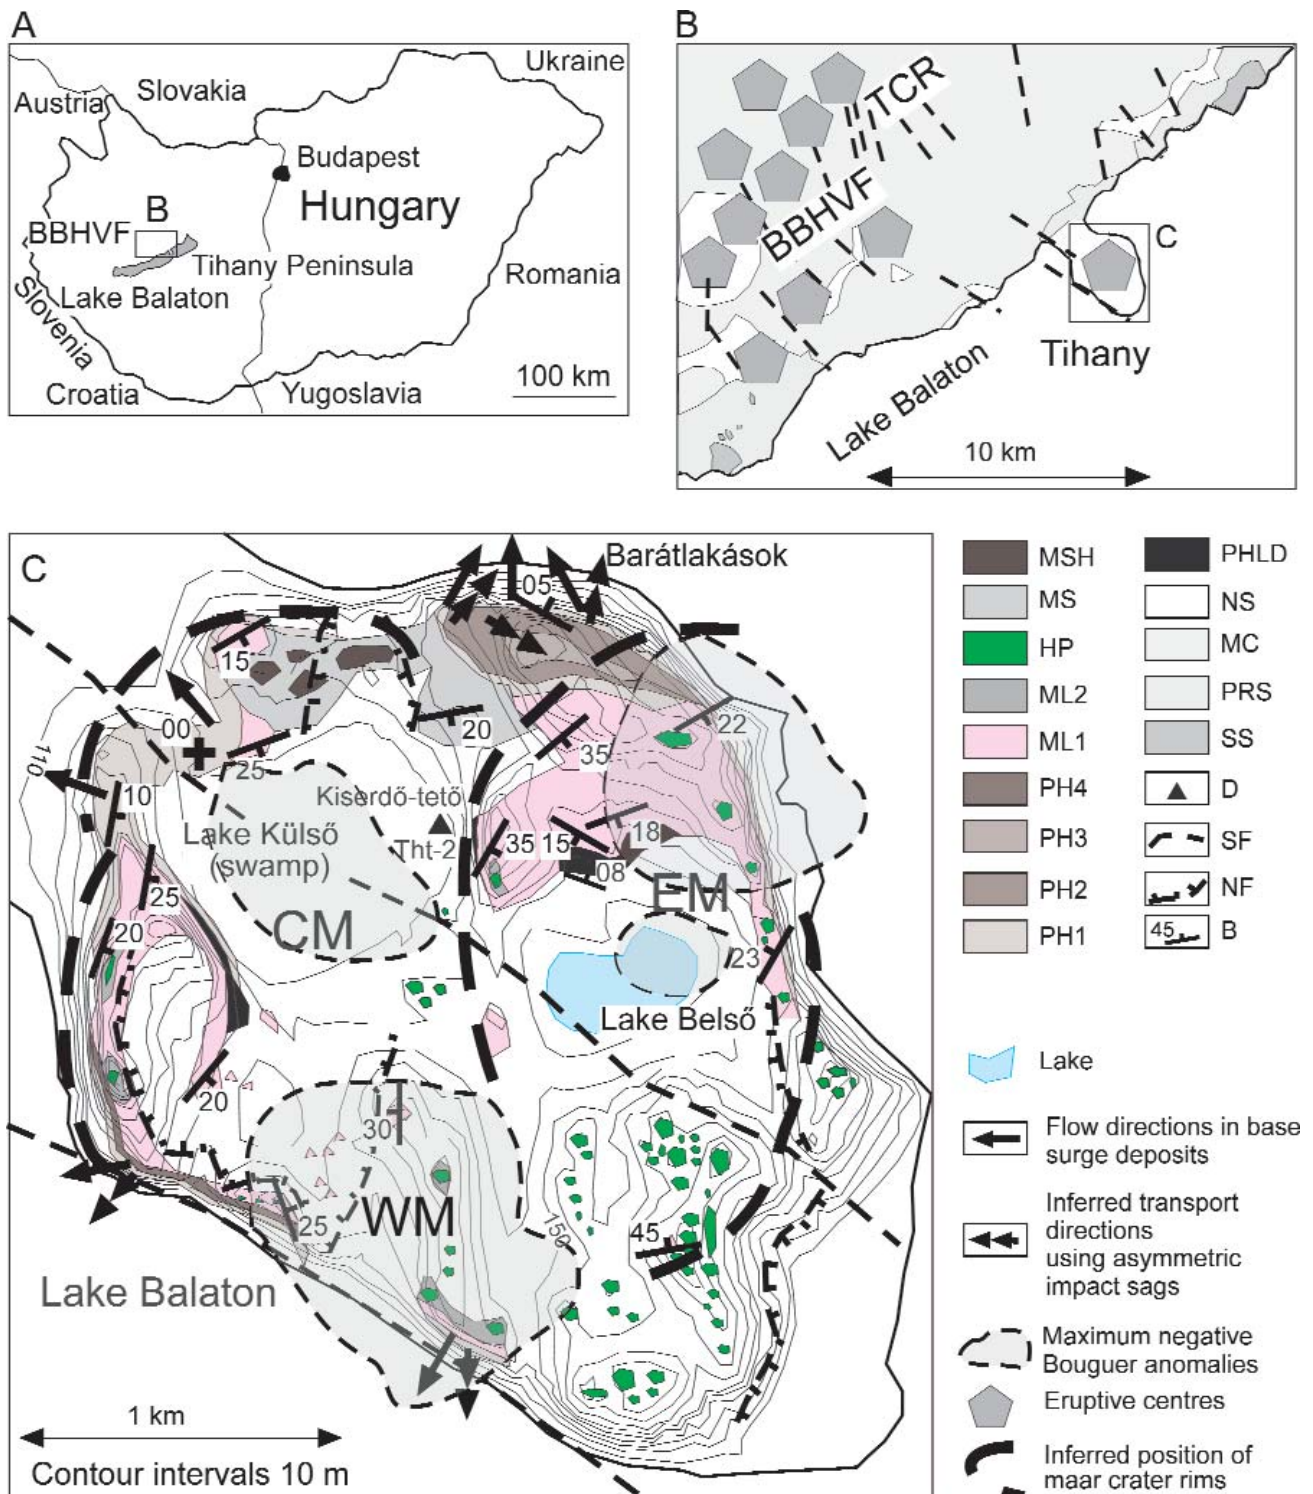 A
Ukraine
Slovakia
Austria
Budapest
Hungary
B
BBHVF
Tihany Peninsula
Romania
Lake Balaton
Slovenia
Croatia
Yugoslavia
100 km
B
TCR
BBHVF
C
Tihany
Lake Balaton
10 km
C
Barátlakások
05
15
00
20
22
110
25
35
10
Kiserdő-tető
Lake Külső
(swamp)
Tht-2
35
15
18
08
25
EM
CM
20
23
Lake Belső
20
30
WM
25
150
45
Lake Balaton
1 km
Contour intervals 10 m
MSH
MS
HP
ML2
ML1
PH4
PH3
PH2
PH1
PHLD
NS
MC
PRS
SS
D
SF
NF
45
B
Lake
Flow directions in base
surge deposits
Inferred transport
directions
using asymmetric
impact sags
Maximum negative
Bouguer anomalies
Eruptive centres
Inferred position of
maar crater rims